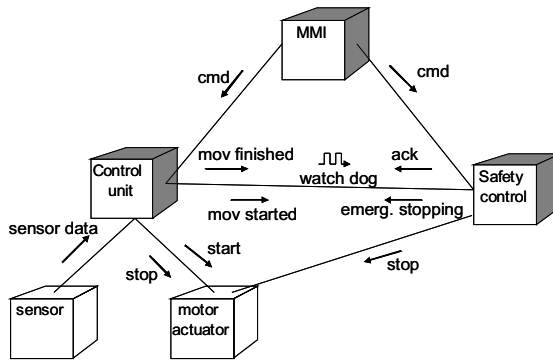 MMI
cmd
cmd
mov finished
ack
Control
unit
watch dog
Safety
control
mov started
emerg. stopping
sensor data
start
stop
stop
sensor
motor
actuator